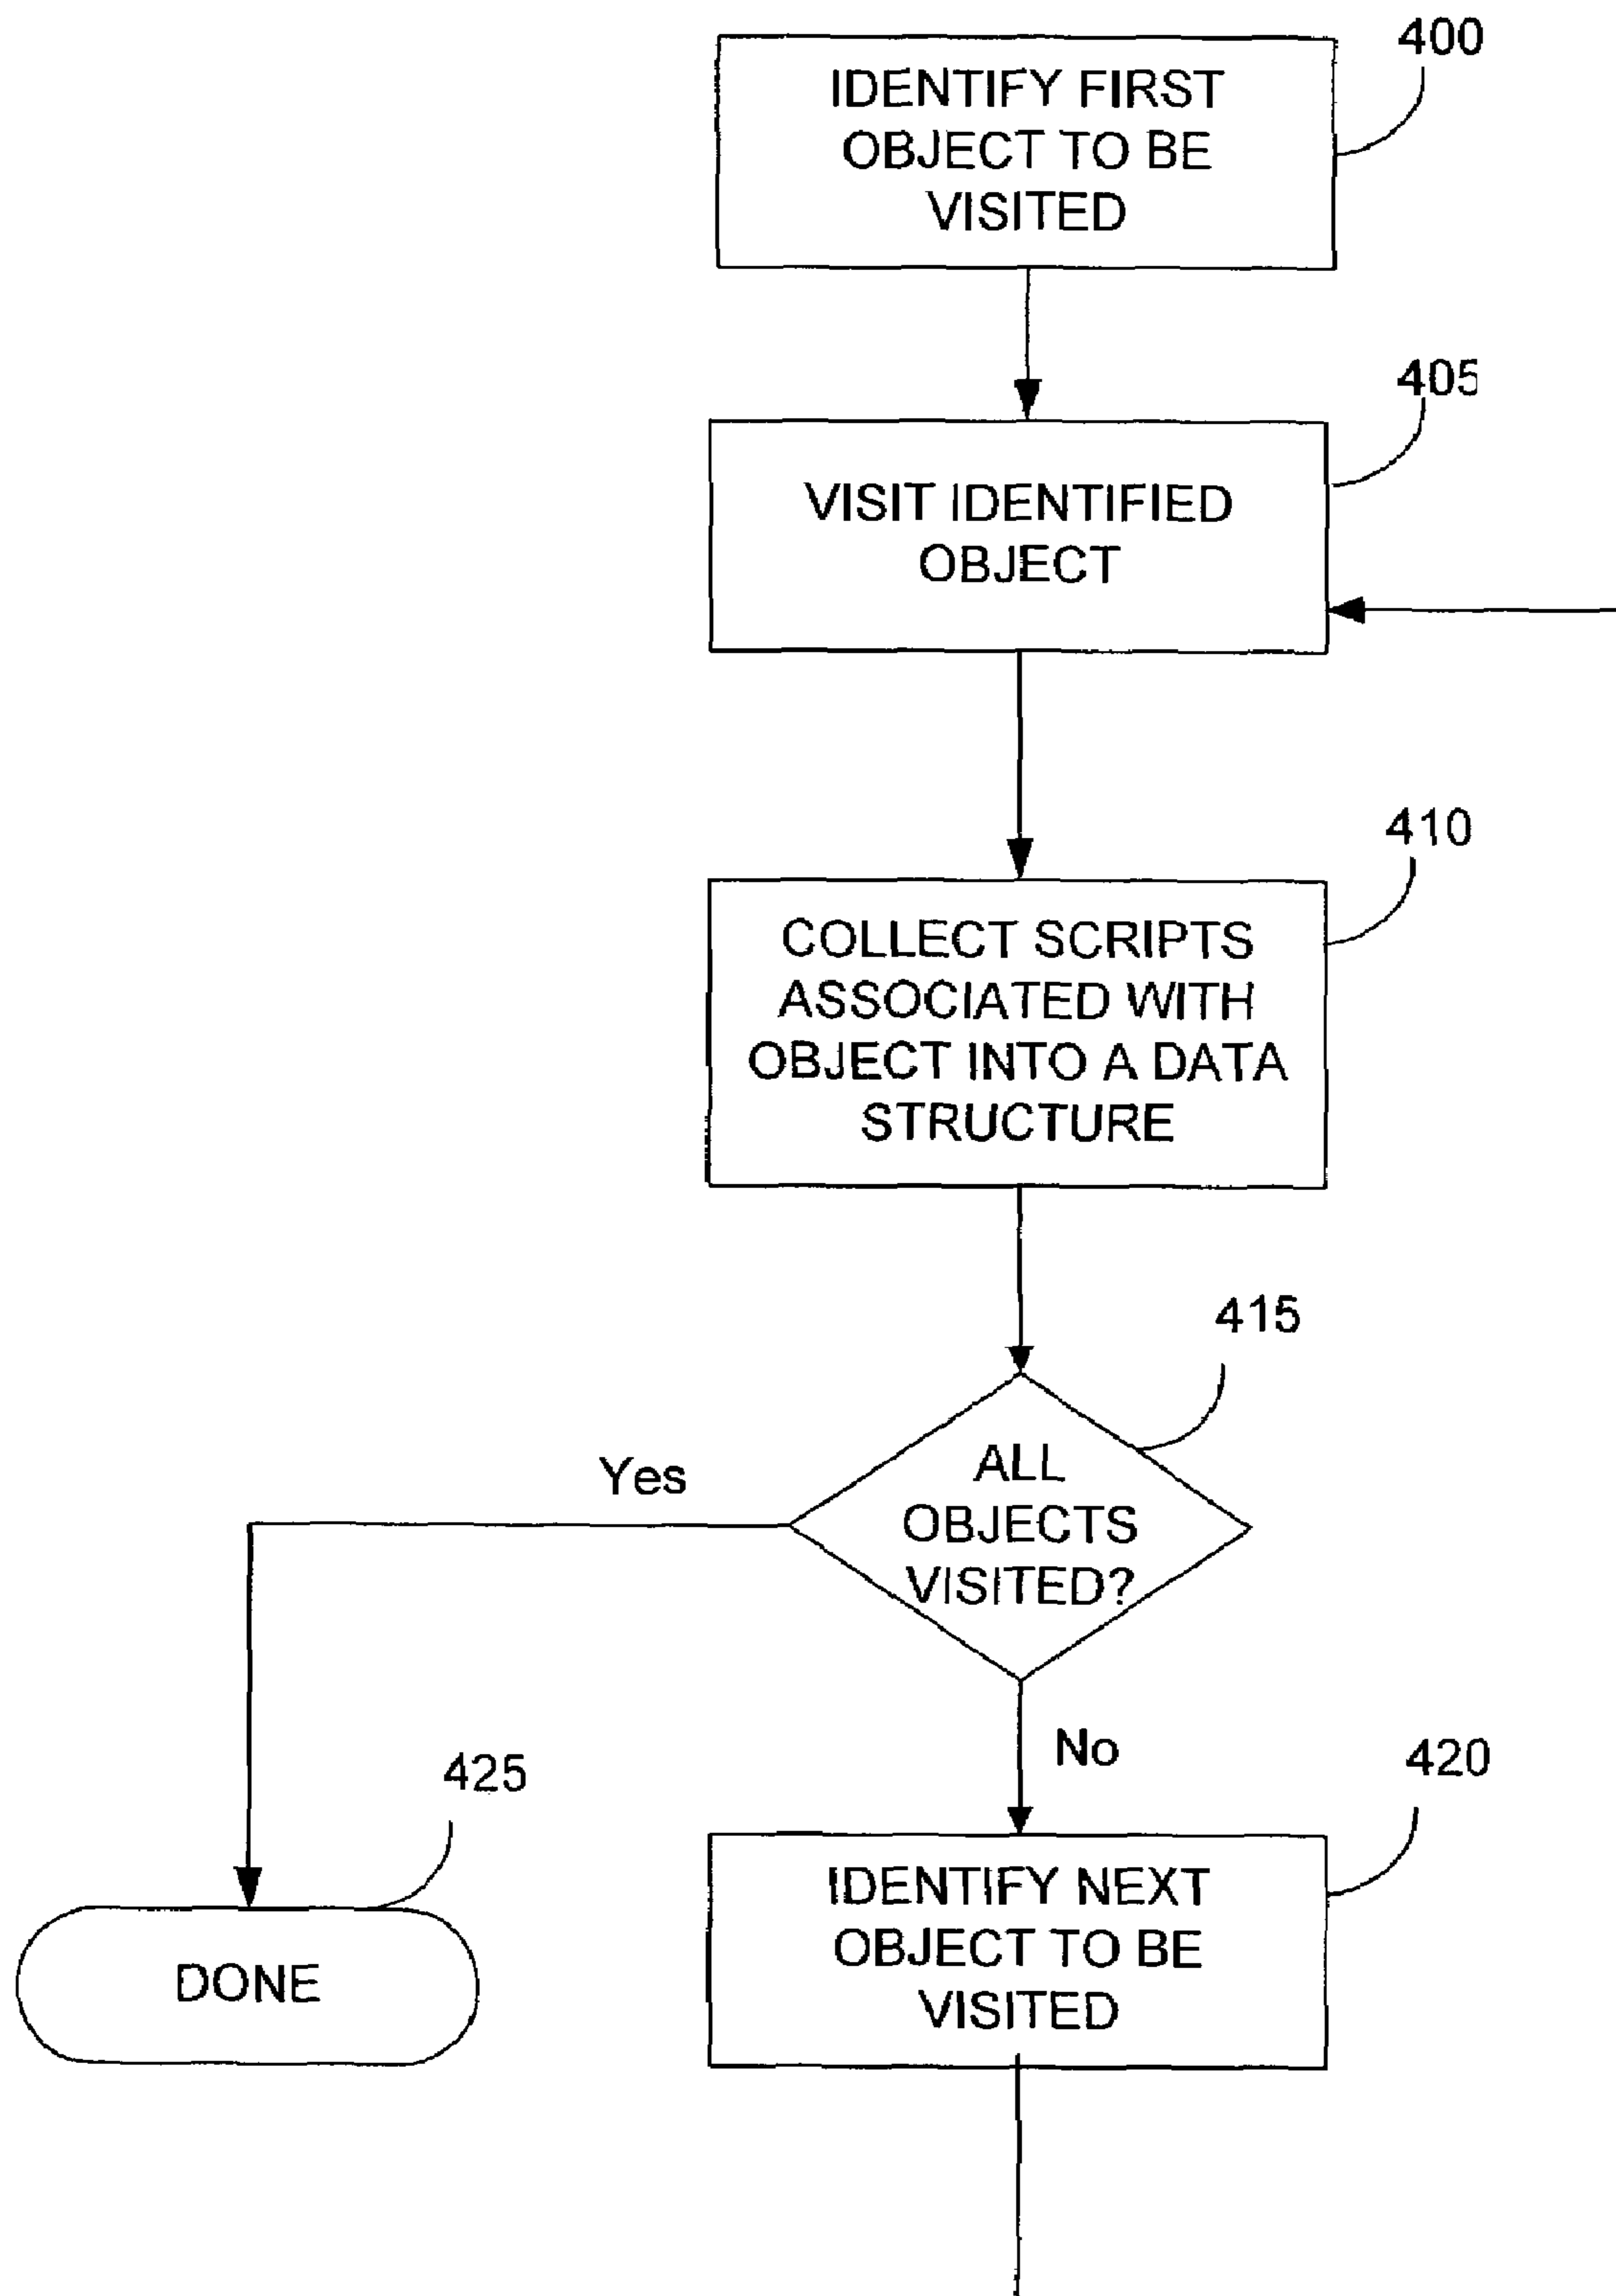 400
IDENTIFY FIRST
OBJECT TO BE
VISITED
405
VISIT IDENTIFIED
OBJECT
410
COLLECT SCRIPTS
ASSOCIATED WITH
OBJECT INTO A DATA
STRUCTURE
415
ALL
OBJECTS
VISITED?
Yes
No
425
DONE
420
IDENTIFY NEXT
OBJECT TO BE
VISITED